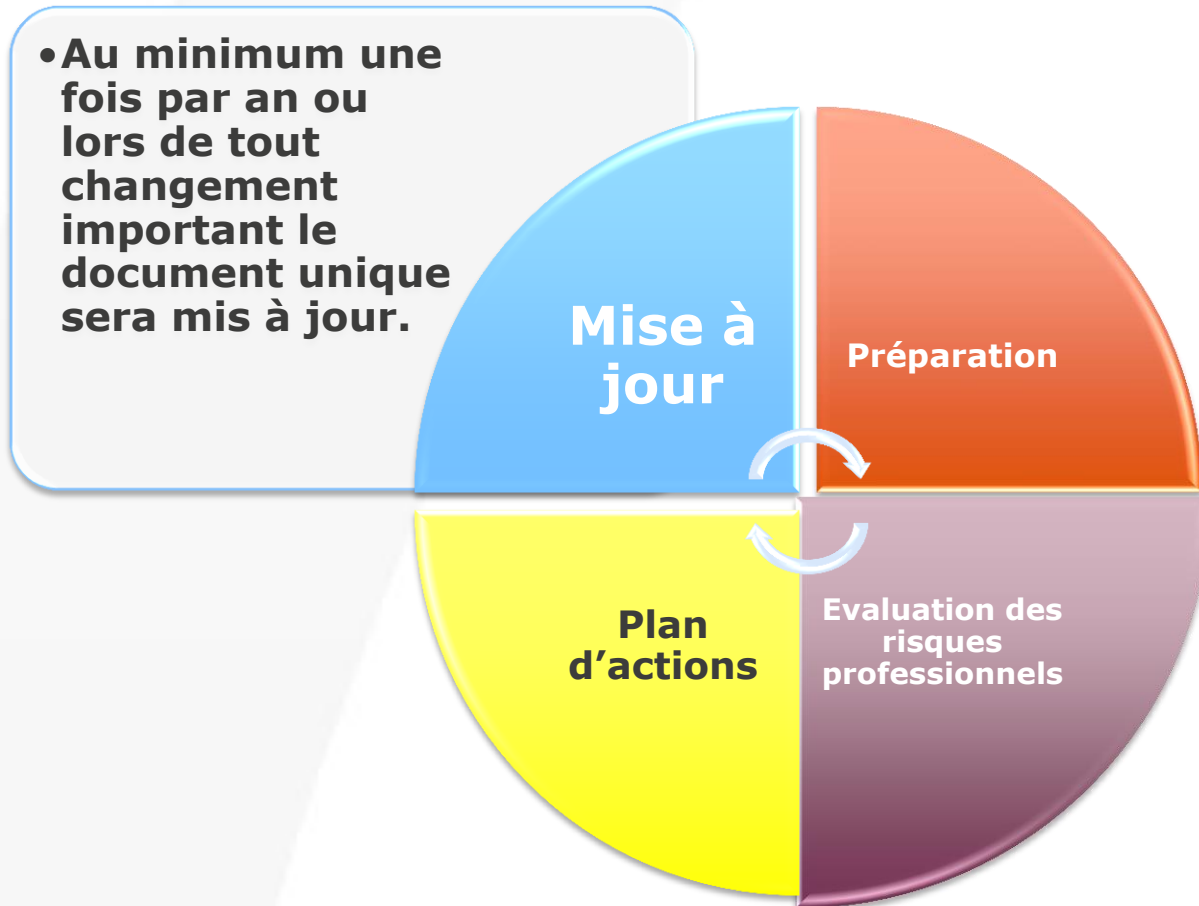 •Au minimum une
fois par an ou
lors de tout
changement
important le
document unique
sera mis à jour.
Mise à
jour
Préparation
Plan
d’actions
Evaluation des
risques
professionnels